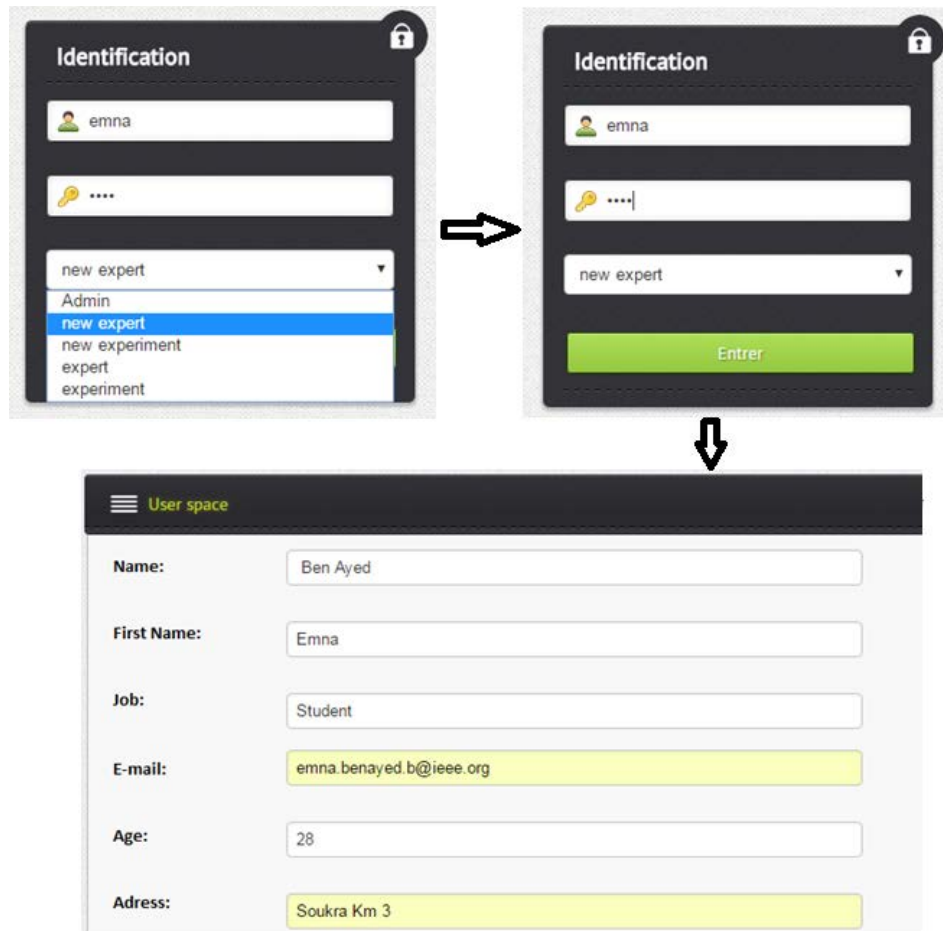 Identification
emna
••••
new expert
Admin
new expert
new experiment
expert
experiment
Identification
emna
••••
new expert
Entrer
User space
Name: Ben Ayed
First Name: Emna
Job: Student
E-mail: emna.benayed.b@ieee.org
Age: 28
Adress: Soukra Km 3